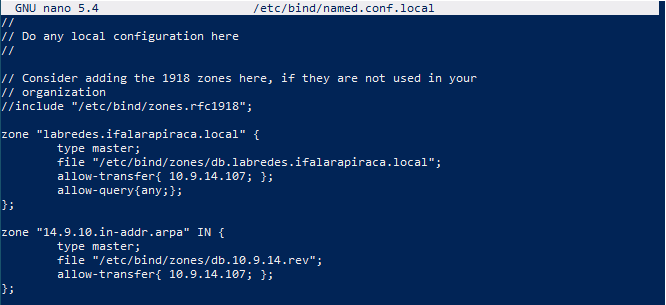 GNU nano 5.4 /etc/bind/named.conf.local
//
// Do any local configuration here
//
// Consider adding the 1918 zones here, if they are not used in your
// organization
//include "/etc/bind/zones.rfc1918";
zone "labredes.ifalarapiraca.local" {
type master;
file "/etc/bind/zones/db.labredes.ifalarapiraca.local";
allow-transfer{ 10.9.14.107; };
allow-query{any;};
};
zone "14.9.10.in-addr.arpa" IN {
type master;
file "/etc/bind/zones/db.10.9.14.rev";
allow-transfer{ 10.9.14.107; };
};